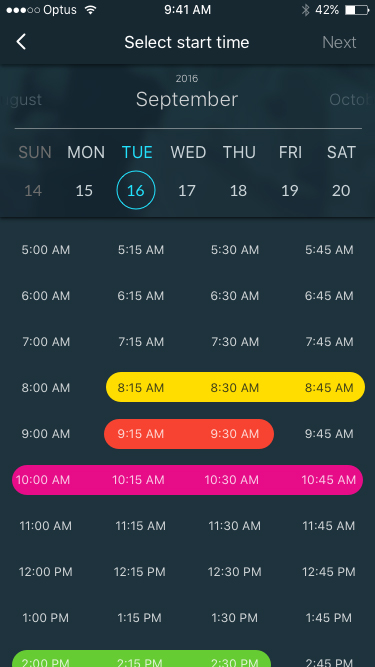 Optus 9:41 AM 42%
Select start time Next
2016
gust September Octo
SUN MON TUE WED THU FRI SAT
14 15 16 17 18 19 20
5:00 AM 5:15 AM 5:30 AM 5:45 AM
6:00 AM 6:15 AM 6:30 AM 6:45 AM
7:00 AM 7:15 AM 7:30 AM 7:45 AM
8:00 AM 8:15 AM 8:30 AM 8:45 AM
9:00 AM 9:15 AM 9:30 AM 9:45 AM
10:00 AM 10:15 AM 10:30 AM 10:45 AM
11:00 AM 11:15 AM 11:30 AM 11:45 AM
12:00 PM 12:15 PM 12:30 PM 12:45 PM
1:00 PM 1:15 PM 1:30 PM 1:45 PM
2:00 PM 2:15 PM 2:30 PM 2:45 PM